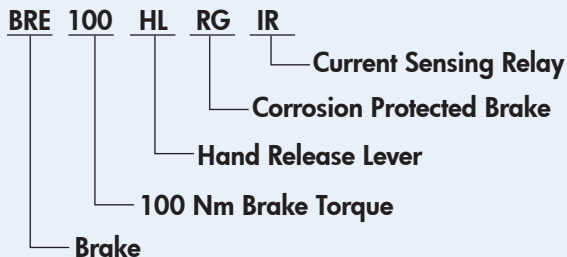 BRE 100 HL RG IR
Current Sensing Relay
Corrosion Protected Brake
Hand Release Lever
100 Nm Brake Torque
Brake